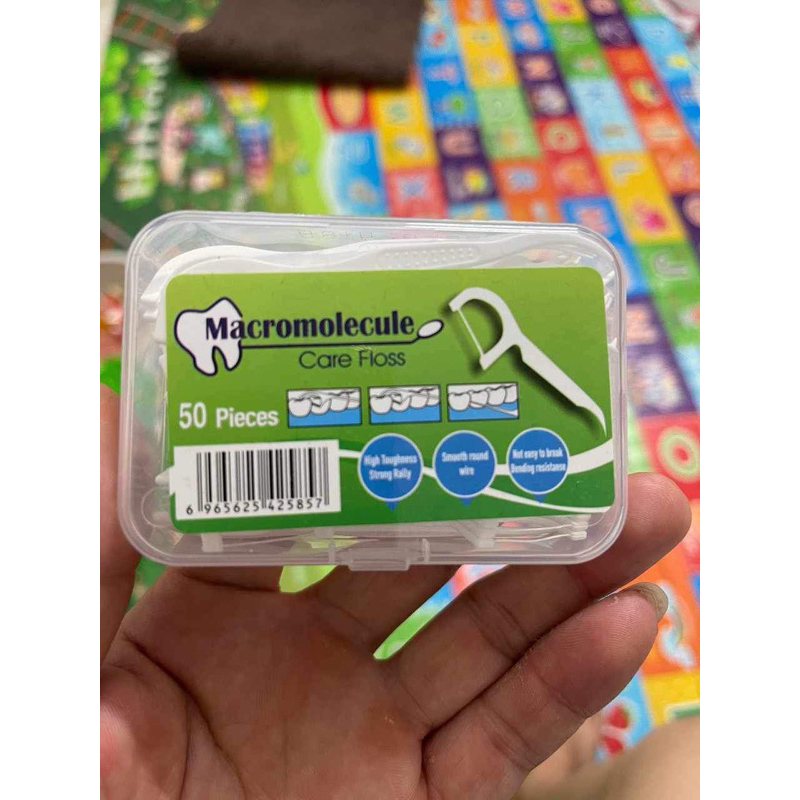 Macromolecule
Care Floss
50 Pieces
High Toughness
Strong Rally
Smooth round
wire
Not easy to break
Bending resistanse
6 965625 425857